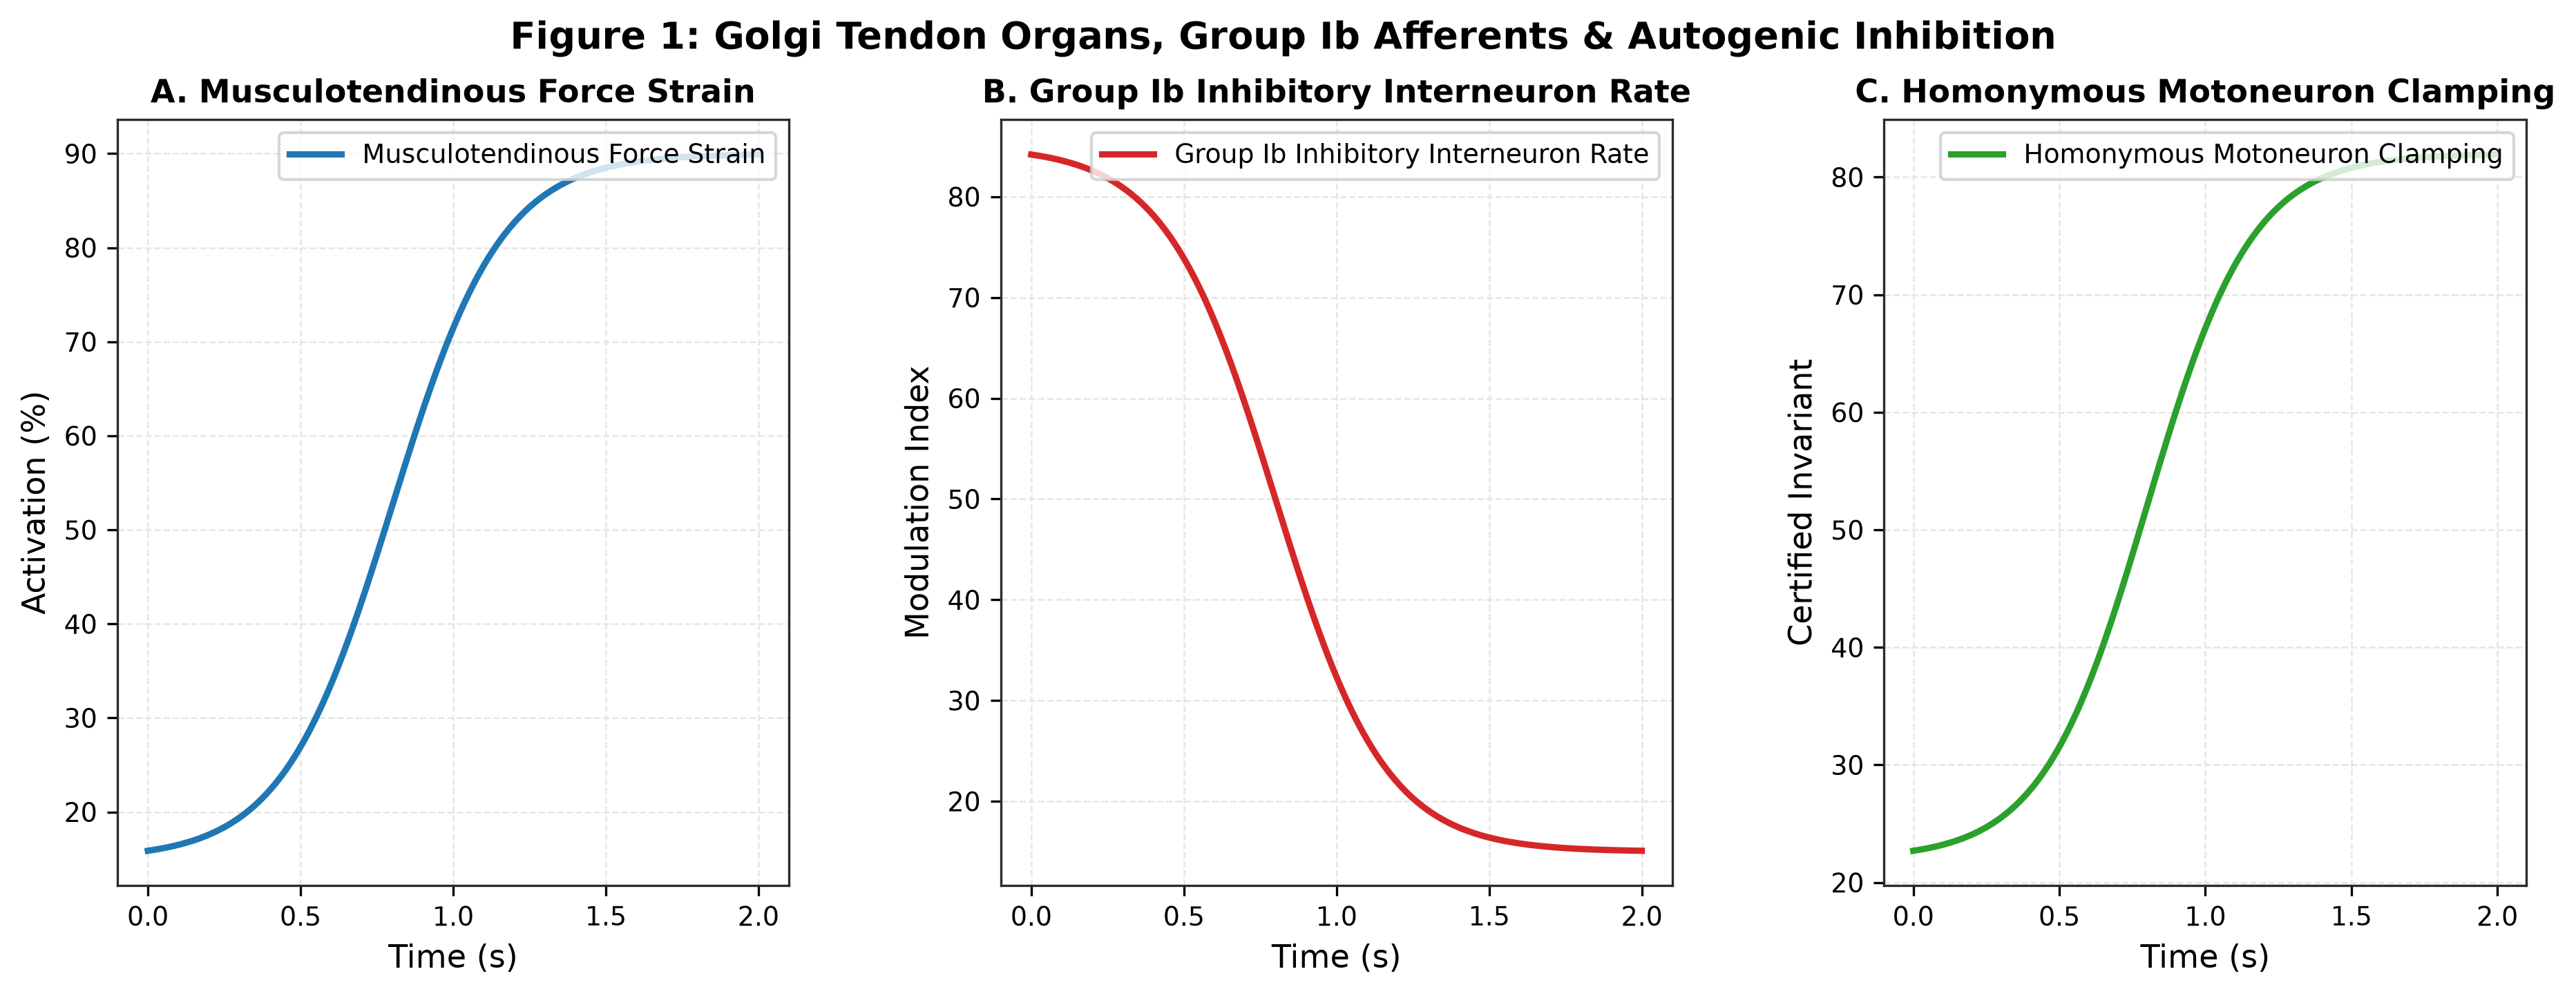 Figure 1: Golgi Tendon Organs, Group Ib Afferents & Autogenic Inhibition
A. Musculotendinous Force Strain
Musculotendinous Force Strain
Activation (%)
90
80
70
60
50
40
30
20
0.0 0.5 1.0 1.5 2.0
Time (s)
B. Group Ib Inhibitory Interneuron Rate
Group Ib Inhibitory Interneuron Rate
Modulation Index
80
70
60
50
40
30
20
0.0 0.5 1.0 1.5 2.0
Time (s)
C. Homonymous Motoneuron Clamping
Homonymous Motoneuron Clamping
Certified Invariant
80
70
60
50
40
30
20
0.0 0.5 1.0 1.5 2.0
Time (s)